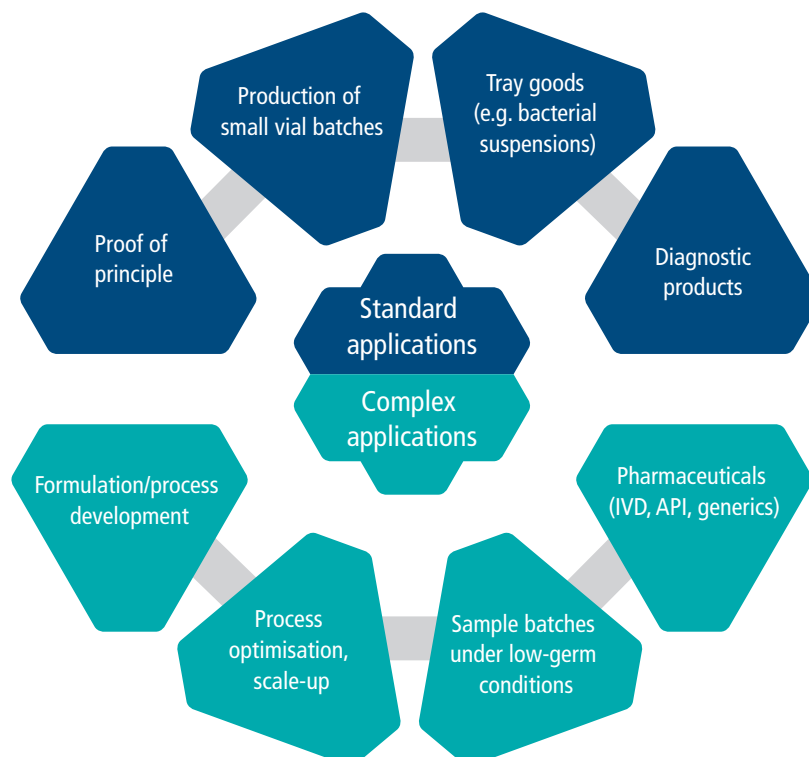 Production of
small vial batches
Tray goods
(e.g. bacterial
suspensions)
Proof of
principle
Diagnostic
products
Standard
applications
Complex
applications
Formulation/process
development
Pharmaceuticals
(IVD, API, generics)
Process
optimisation,
scale-up
Sample batches
under low-germ
conditions